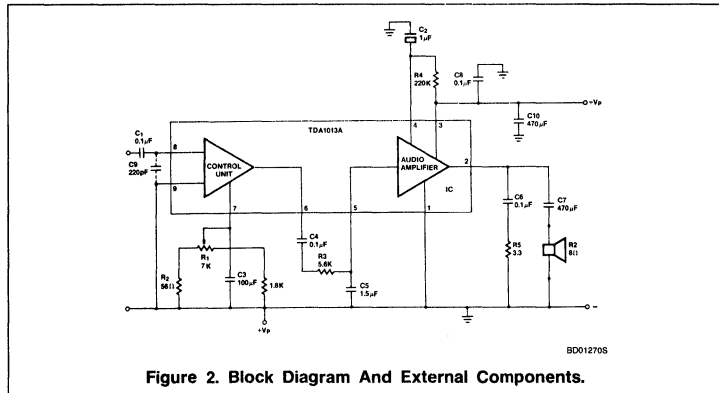 C2
1μF
R4
220K
C8
0.1μF
+Vp
C10
470μF
TDA1013A
4
3
C1
0.1μF
8
CONTROL
UNIT
AUDIO
AMPLIFIER
2
IC
C9
220pF
9
7
6
5
1
C6
0.1μF
C7
470μF
C4
0.1μF
R3
5.6K
R1
7K
R2
56Ω
C3
100μF
1.8K
C5
1.5μF
R5
3.3
R2
8Ω
+Vp
−
BD01270S
Figure 2. Block Diagram And External Components.